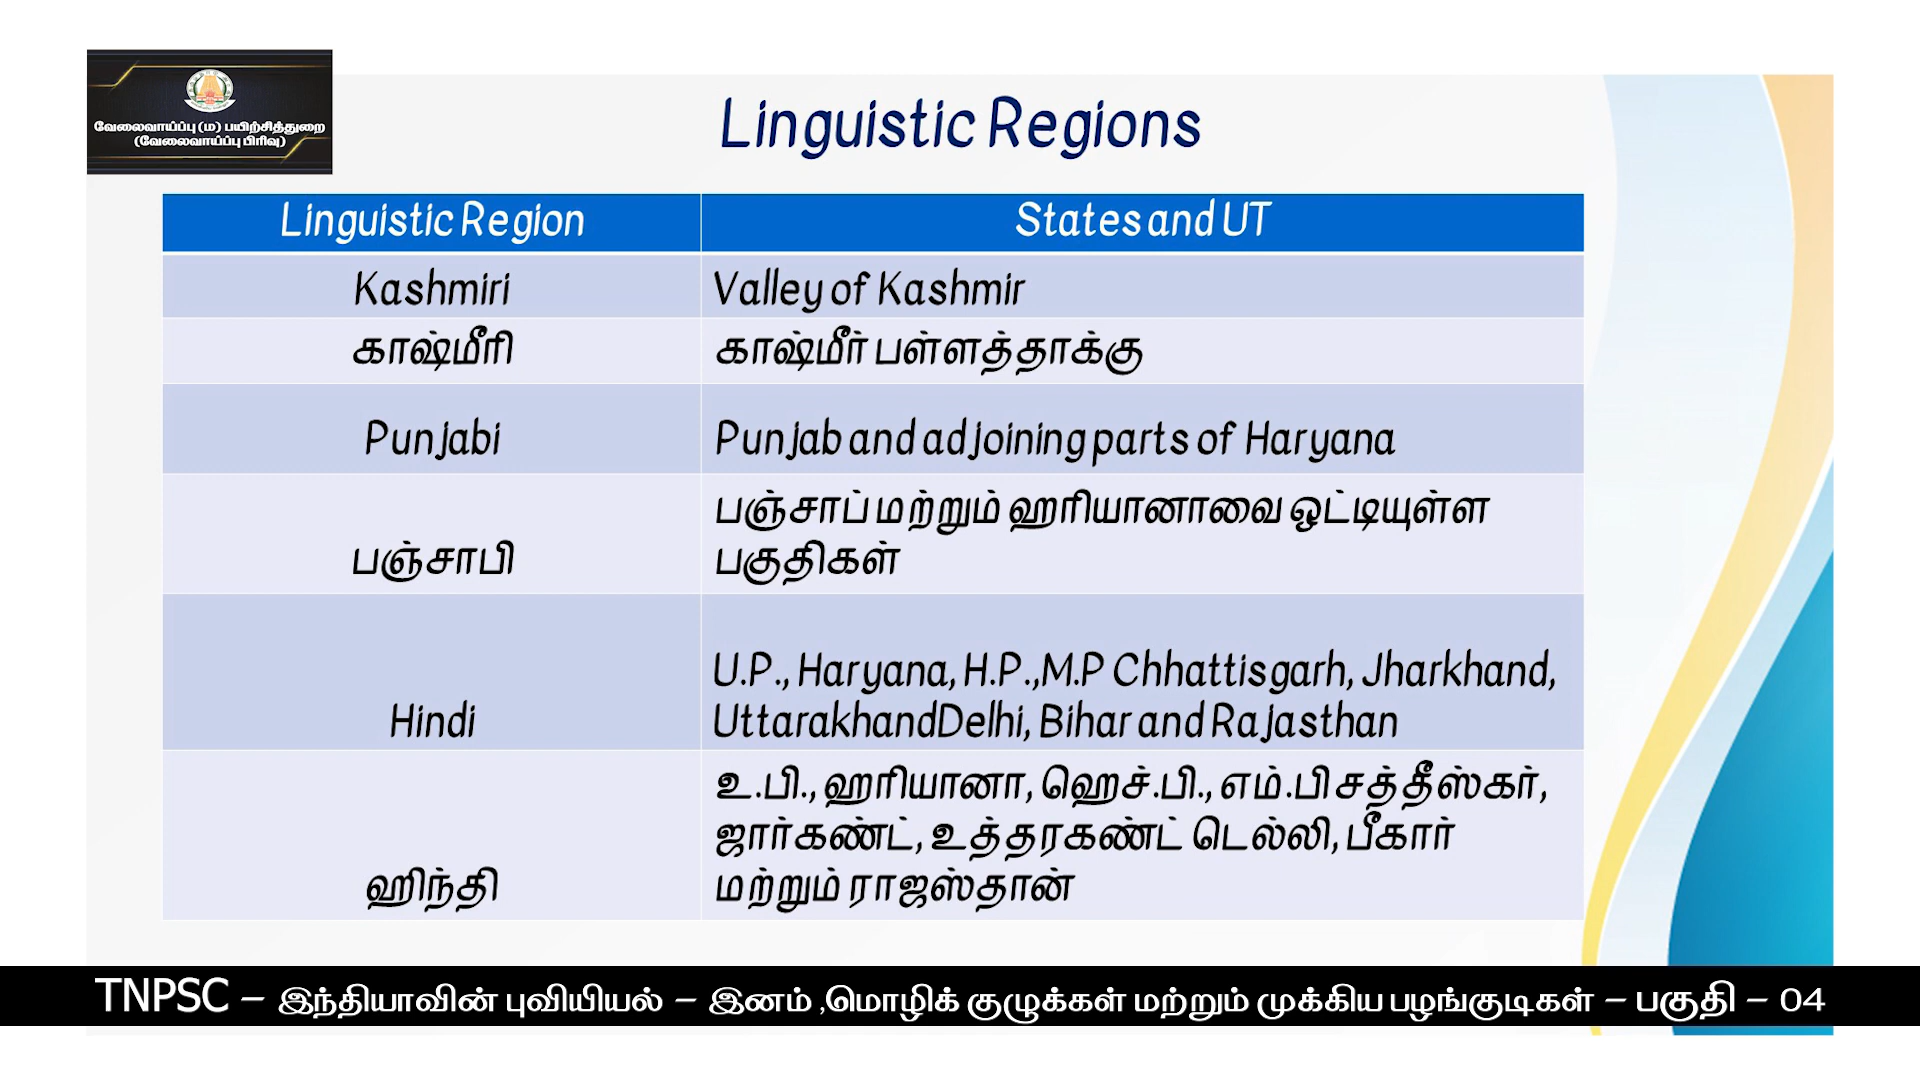 வேலைவாய்ப்பு (ம) பயிற்சித்துறை
(வேலைவாய்ப்பு பிரிவு)
Linguistic Regions
Linguistic Region
States and UT
Kashmiri
Valley of Kashmir
காஷ்மீரி
காஷ்மீர் பள்ளத்தாக்கு
Punjabi
Punjab and adjoining parts of Haryana
பஞ்சாபி
பஞ்சாப் மற்றும் ஹரியானாவை ஒட்டியுள்ள
பகுதிகள்
Hindi
U.P., Haryana, H.P.,M.P Chhattisgarh, Jharkhand,
UttarakhandDelhi, Bihar and Rajasthan
ஹிந்தி
உ.பி., ஹரியானா, ஹெச்.பி., எம்.பி சத்தீஸ்கர்,
ஜார்கண்ட், உத்தரகண்ட் டெல்லி, பீகார்
மற்றும் ராஜஸ்தான்
TNPSC – இந்தியாவின் புவியியல் – இனம் ,மொழிக் குழுக்கள் மற்றும் முக்கிய பழங்குடிகள் – பகுதி – 04